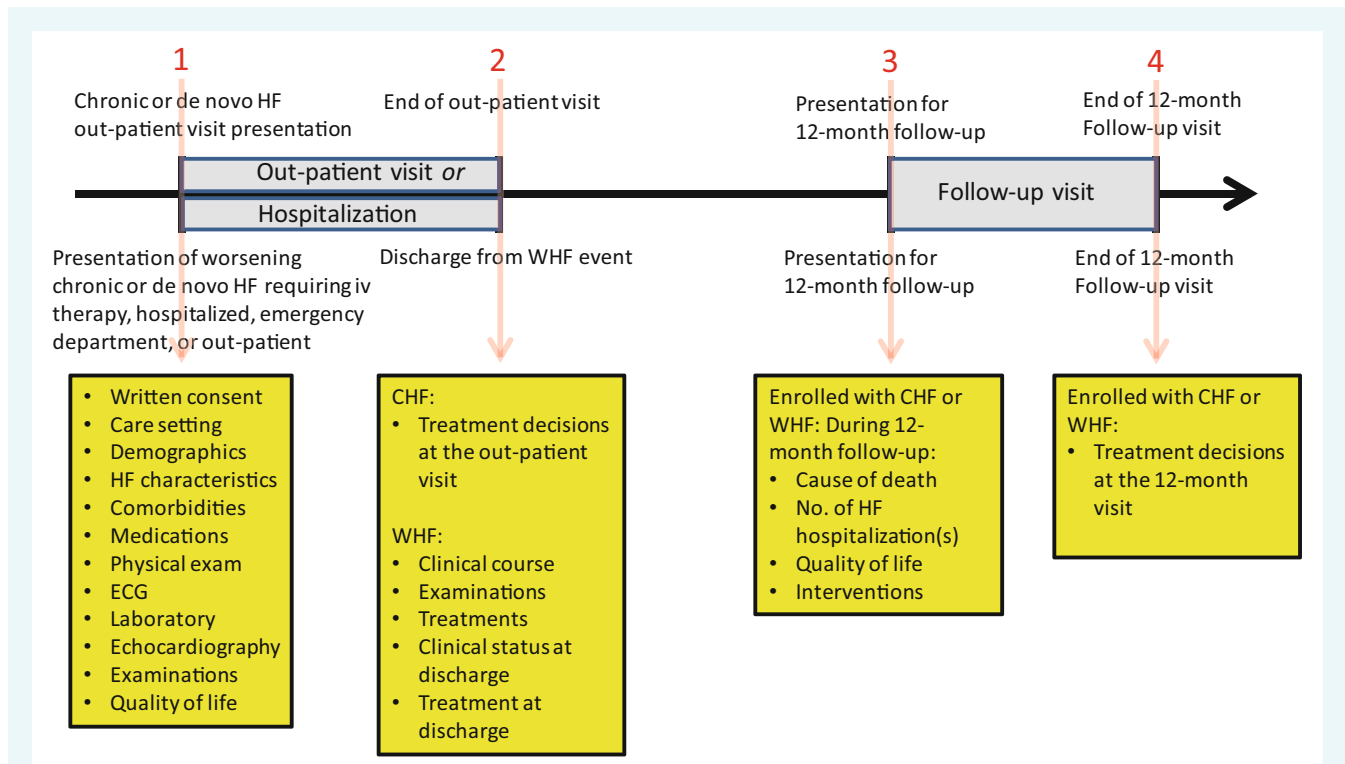 1
2
3
4
Chronic or de novo HF
out-patient visit presentation
End of out-patient visit
Presentation for
12-month follow-up
End of 12-month
Follow-up visit
Out-patient visit or
Hospitalization
Follow-up visit
Presentation of worsening
chronic or de novo HF requiring iv
therapy, hospitalized, emergency
department, or out-patient
Discharge from WHF event
Presentation for
12-month follow-up
End of 12-month
Follow-up visit
• Written consent
• Care setting
• Demographics
• HF characteristics
• Comorbidities
• Medications
• Physical exam
• ECG
• Laboratory
• Echocardiography
• Examinations
• Quality of life
CHF:
• Treatment decisions
at the out-patient
visit
WHF:
• Clinical course
• Examinations
• Treatments
• Clinical status at
discharge
• Treatment at
discharge
Enrolled with CHF or
WHF: During 12-
month follow-up:
• Cause of death
• No. of HF
hospitalization(s)
• Quality of life
• Interventions
Enrolled with CHF or
WHF:
• Treatment decisions
at the 12-month
visit